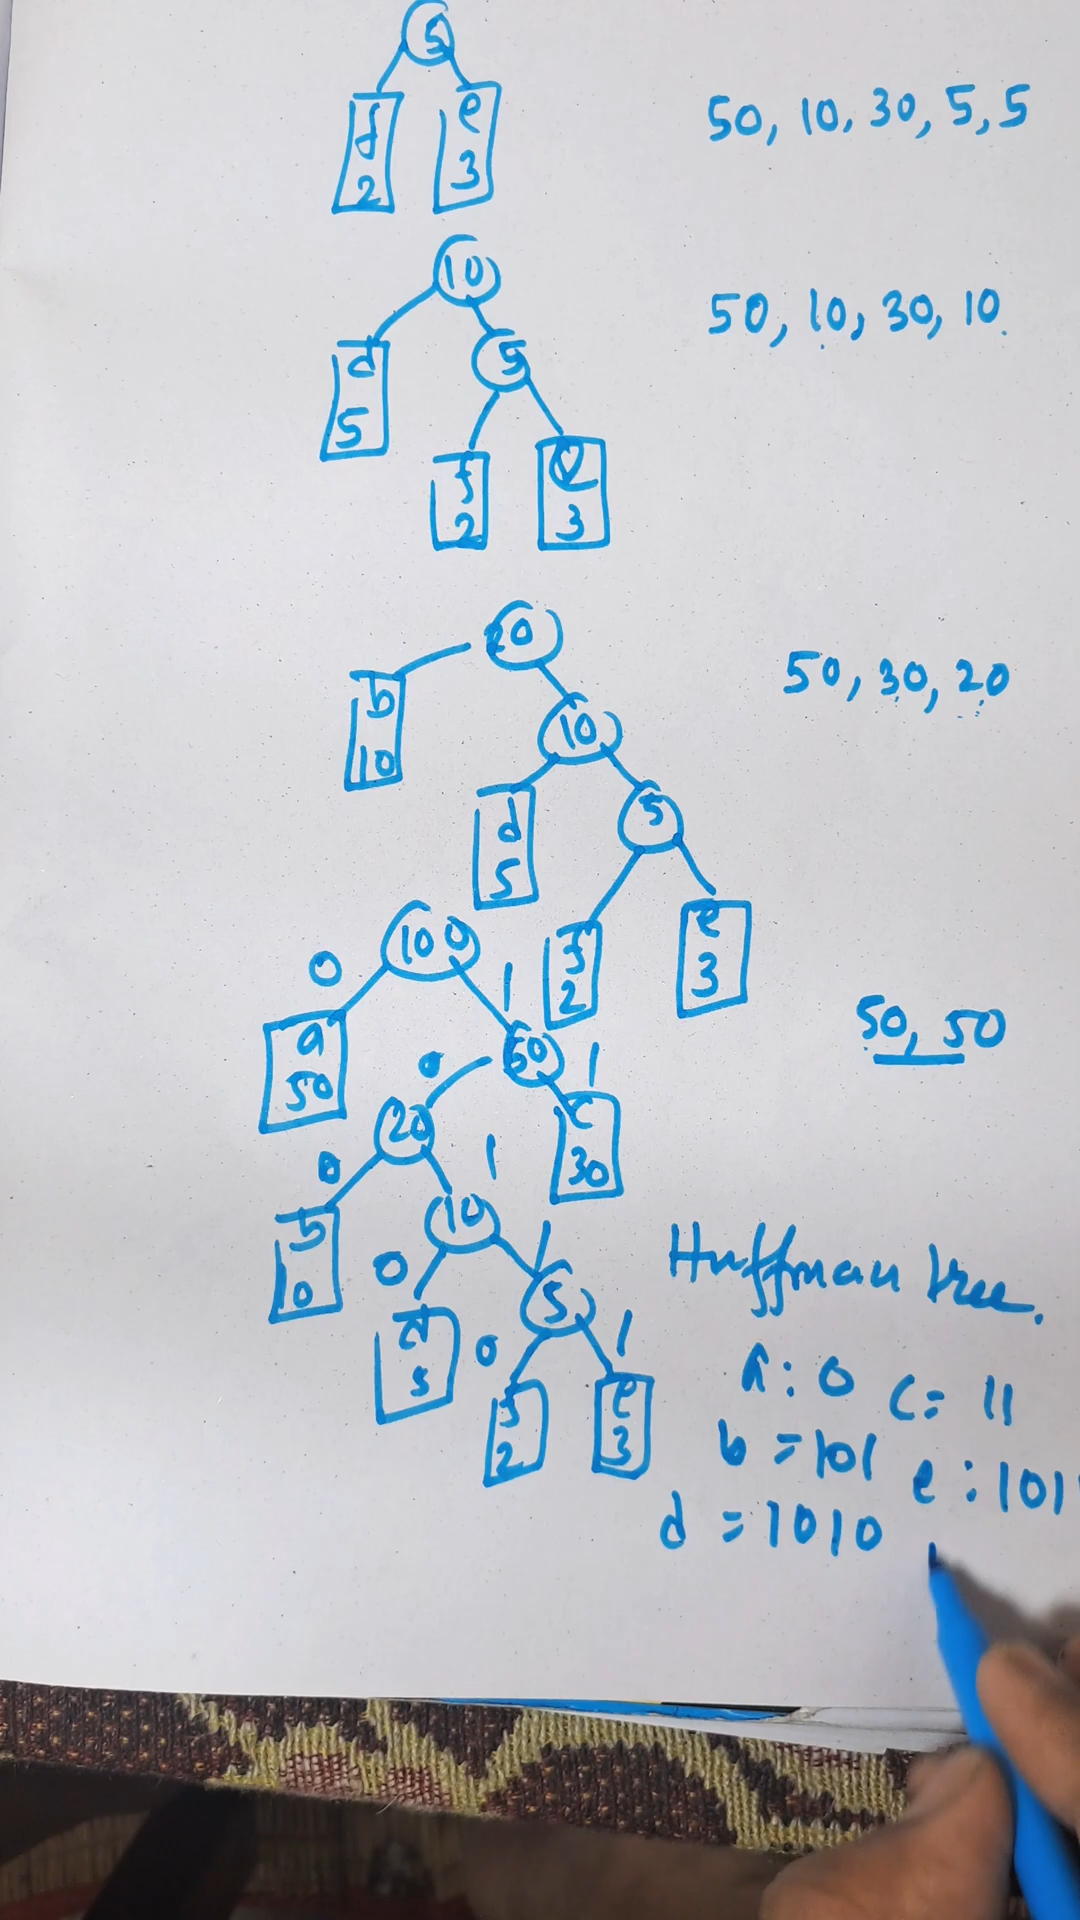 5
f e
2 3
50, 10, 30, 5, 5
10
d 5
5
f e
2 3
50, 10, 30, 10
20
b 10
10
d 5
5
f e
2 3
50, 30, 20
100
0 1
a 50
50 0 1
20 c
0 1 30
b 10
10
0 1
d 5
5 0 1
f e
2 3
50, 50
Huffman tree.
a: 0 c= 11
b = 101 e : 101
d = 1010